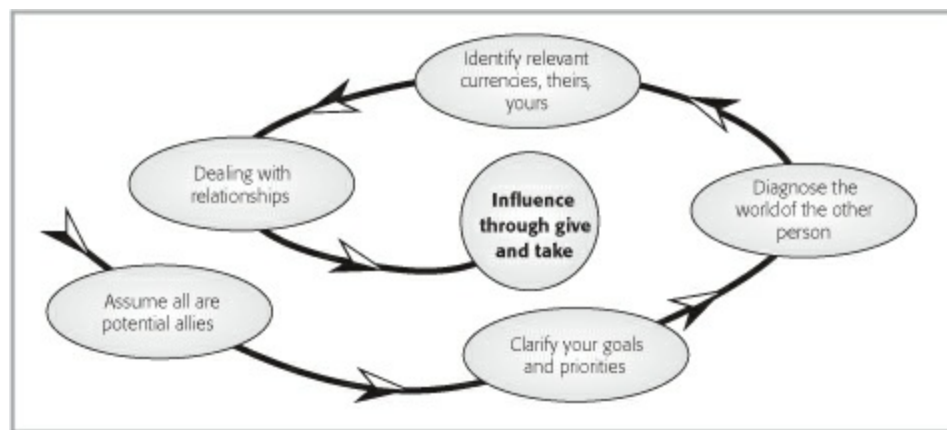 Identify relevant
currencies, theirs,
yours
Dealing with
relationships
Influence
through give
and take
Diagnose the
worldof the other
person
Assume all are
potential allies
Clarify your goals
and priorities